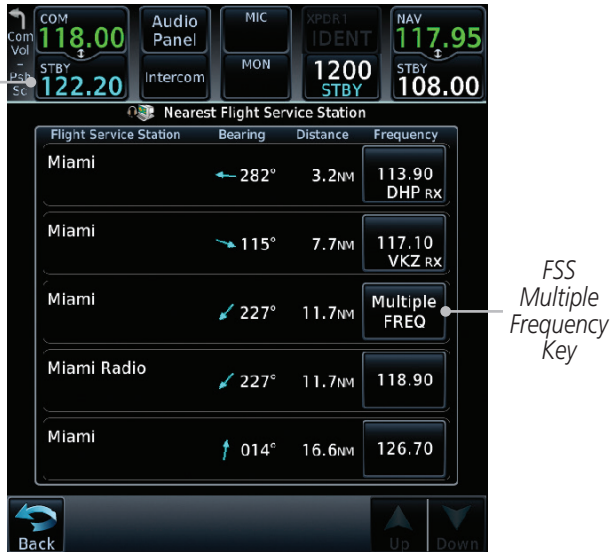 COM Audio MIC XPDR1 NAV
Com 118.00 Panel IDENT 117.95
Vol
- STBY Intercom MON 1200 STBY
Psh 122.20 STBY 108.00
Sc
Nearest Flight Service Station
Flight Service Station Bearing Distance Frequency
Miami 282° 3.2NM 113.90
DHP RX
Miami 115° 7.7NM 117.10
VKZ RX
Miami 227° 11.7NM Multiple
FREQ
Miami Radio 227° 11.7NM 118.90
Miami 014° 16.6NM 126.70
FSS
Multiple
Frequency
Key
Back Up Down